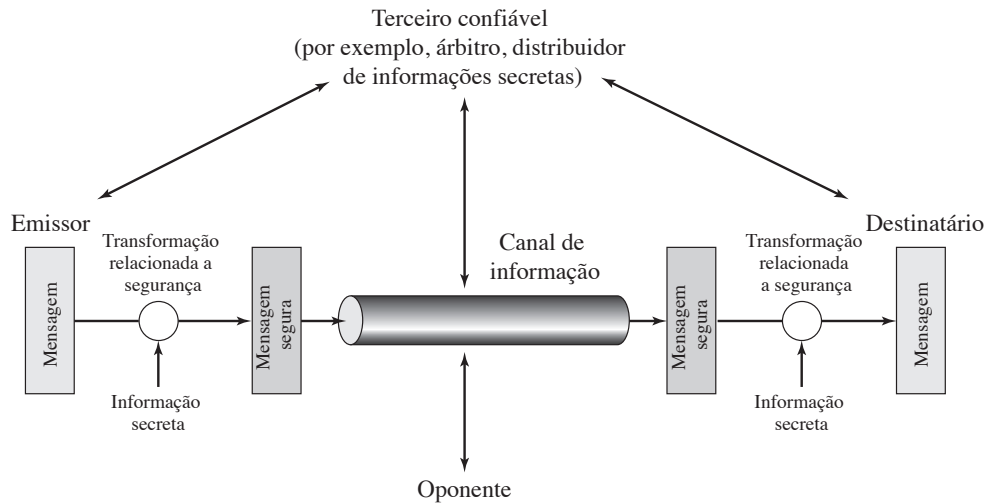 Terceiro confiável
(por exemplo, árbitro, distribuidor
de informações secretas)
Emissor
Destinatário
Transformação
relacionada a
segurança
Canal de
informação
Transformação
relacionada
a segurança
Mensagem
Mensagem
segura
Mensagem
segura
Mensagem
Informação
secreta
Informação
secreta
Oponente